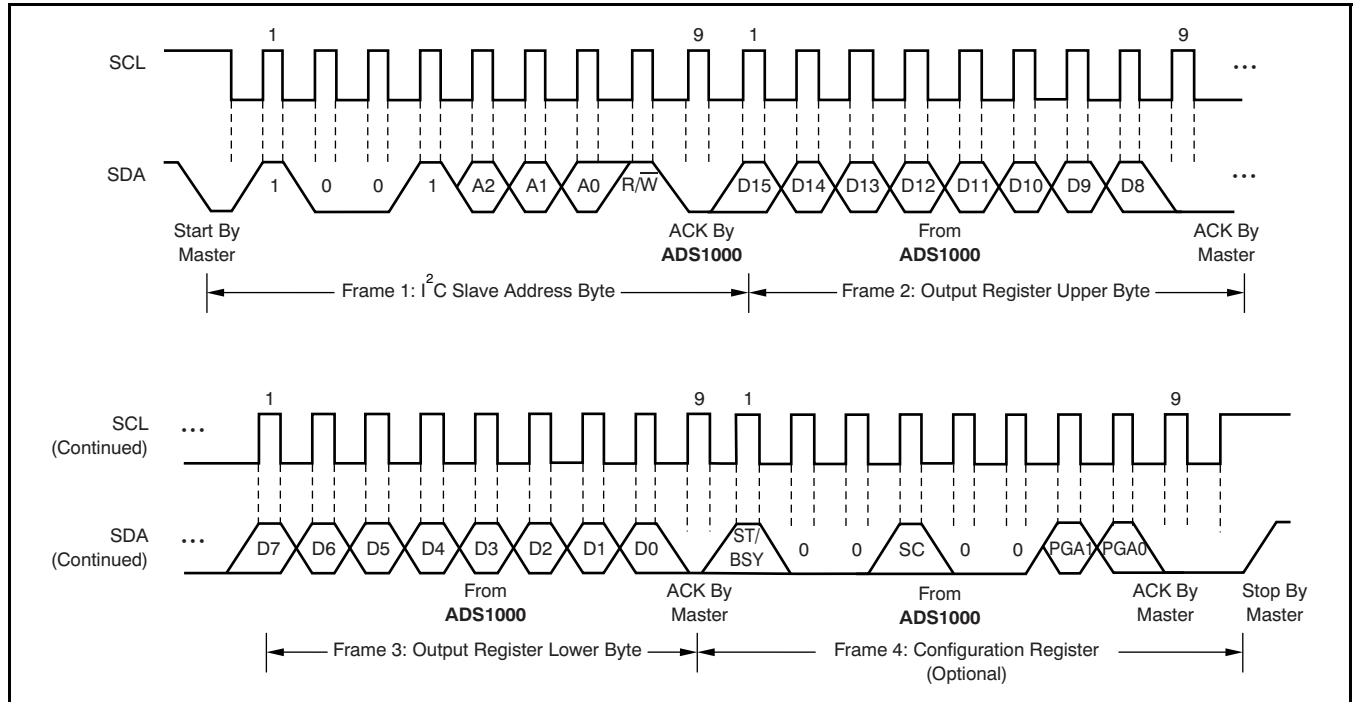 1 9 1 9
SCL ...
SDA 1 0 0 1 A2 A1 A0 R/W̅ D15 D14 D13 D12 D11 D10 D9 D8 ...
Start By Master
ACK By ADS1000
From ADS1000
ACK By Master
Frame 1: I²C Slave Address Byte
Frame 2: Output Register Upper Byte
1 9 1 9
SCL (Continued) ...
SDA (Continued) ... D7 D6 D5 D4 D3 D2 D1 D0 ST/BSY 0 0 SC 0 0 PGA1 PGA0
From ADS1000
ACK By Master
From ADS1000
ACK By Master
Stop By Master
Frame 3: Output Register Lower Byte
Frame 4: Configuration Register
(Optional)